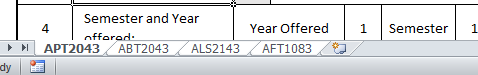 4 Semester and Year offered: Year Offered 1 Semester 1
APT2043 ABT2043 ALS2143 AFT1083
dy